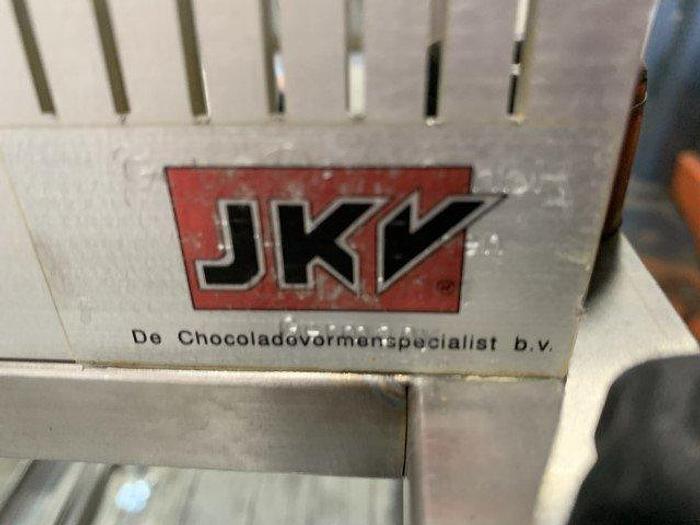 JKV
®
De Chocoladevormenspecialist b.v.